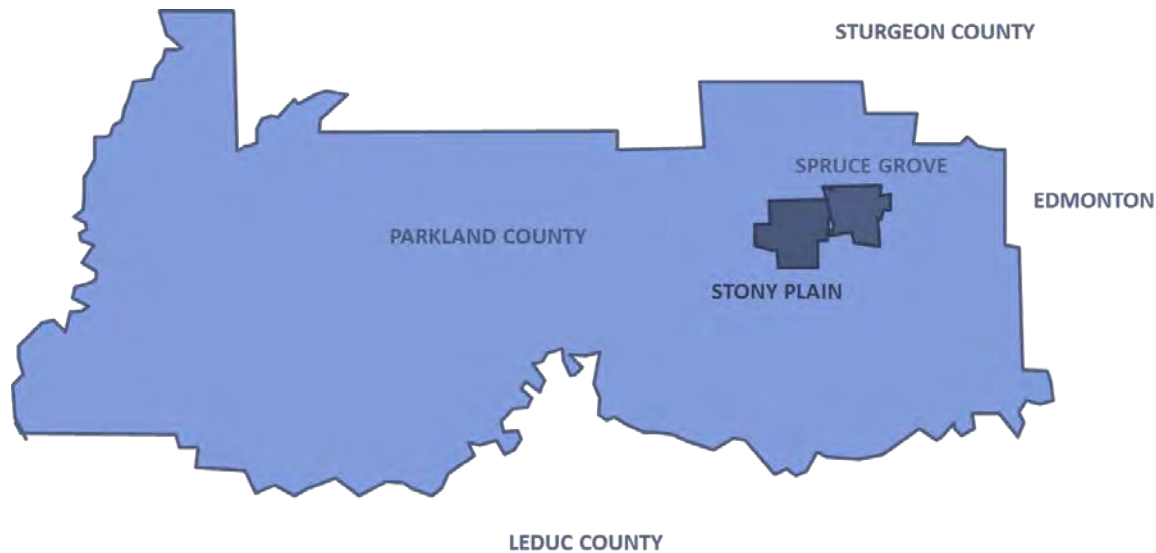 STURGEON COUNTY
SPRUCE GROVE
EDMONTON
PARKLAND COUNTY
STONY PLAIN
LEDUC COUNTY